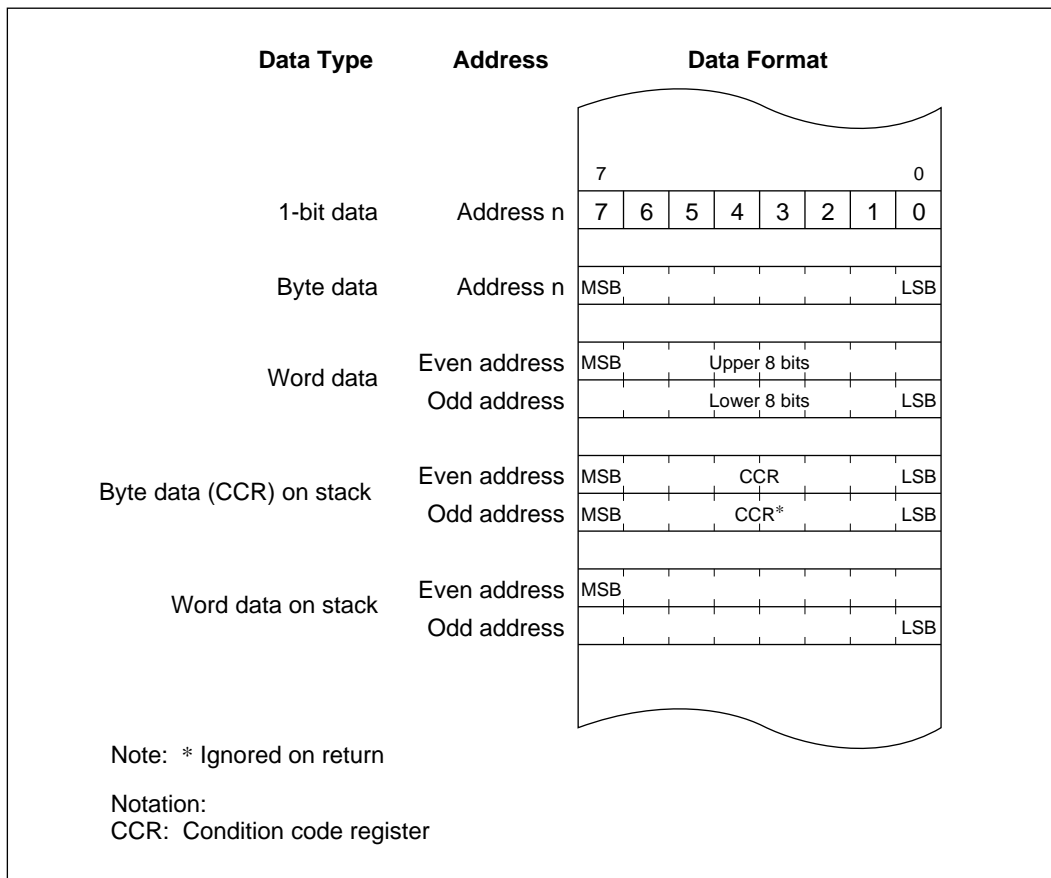 Data Type Address Data Format
7 0
1-bit data Address n 7 6 5 4 3 2 1 0
Byte data Address n MSB LSB
Word data
Even address MSB Upper 8 bits
Odd address Lower 8 bits LSB
Byte data (CCR) on stack
Even address MSB CCR LSB
Odd address MSB CCR* LSB
Word data on stack
Even address MSB
Odd address LSB
Note: * Ignored on return
Notation:
CCR: Condition code register